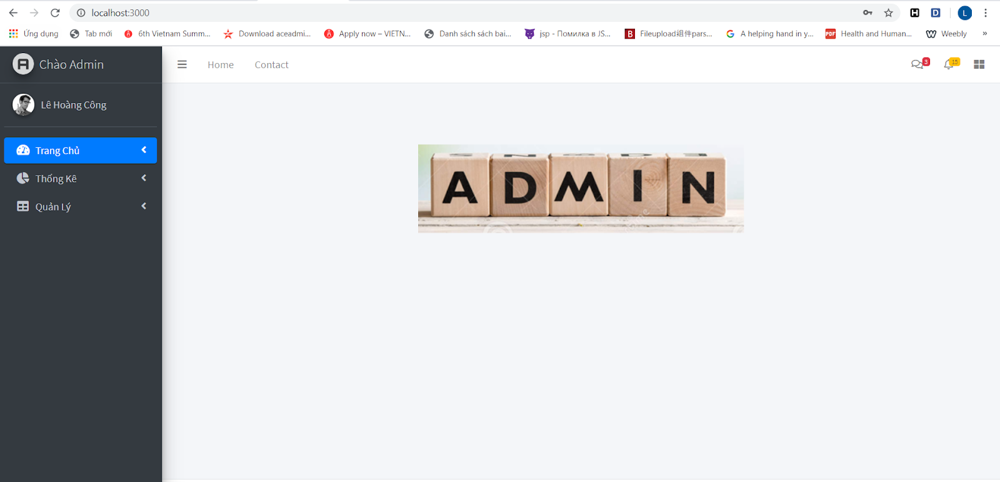 localhost:3000
L
Ứng dụng
Tab mới
6th Vietnam Summ...
Download aceadmi...
Apply now – VIETN...
Danh sách sách bai...
jsp - Помилка в JS...
B
Fileupload组件pars...
A helping hand in y...
PDF
Health and Human...
Weebly
»
Chào Admin
Home
Contact
3
15
Lê Hoàng Công
Trang Chủ
Thống Kê
Quản Lý
ADMIN